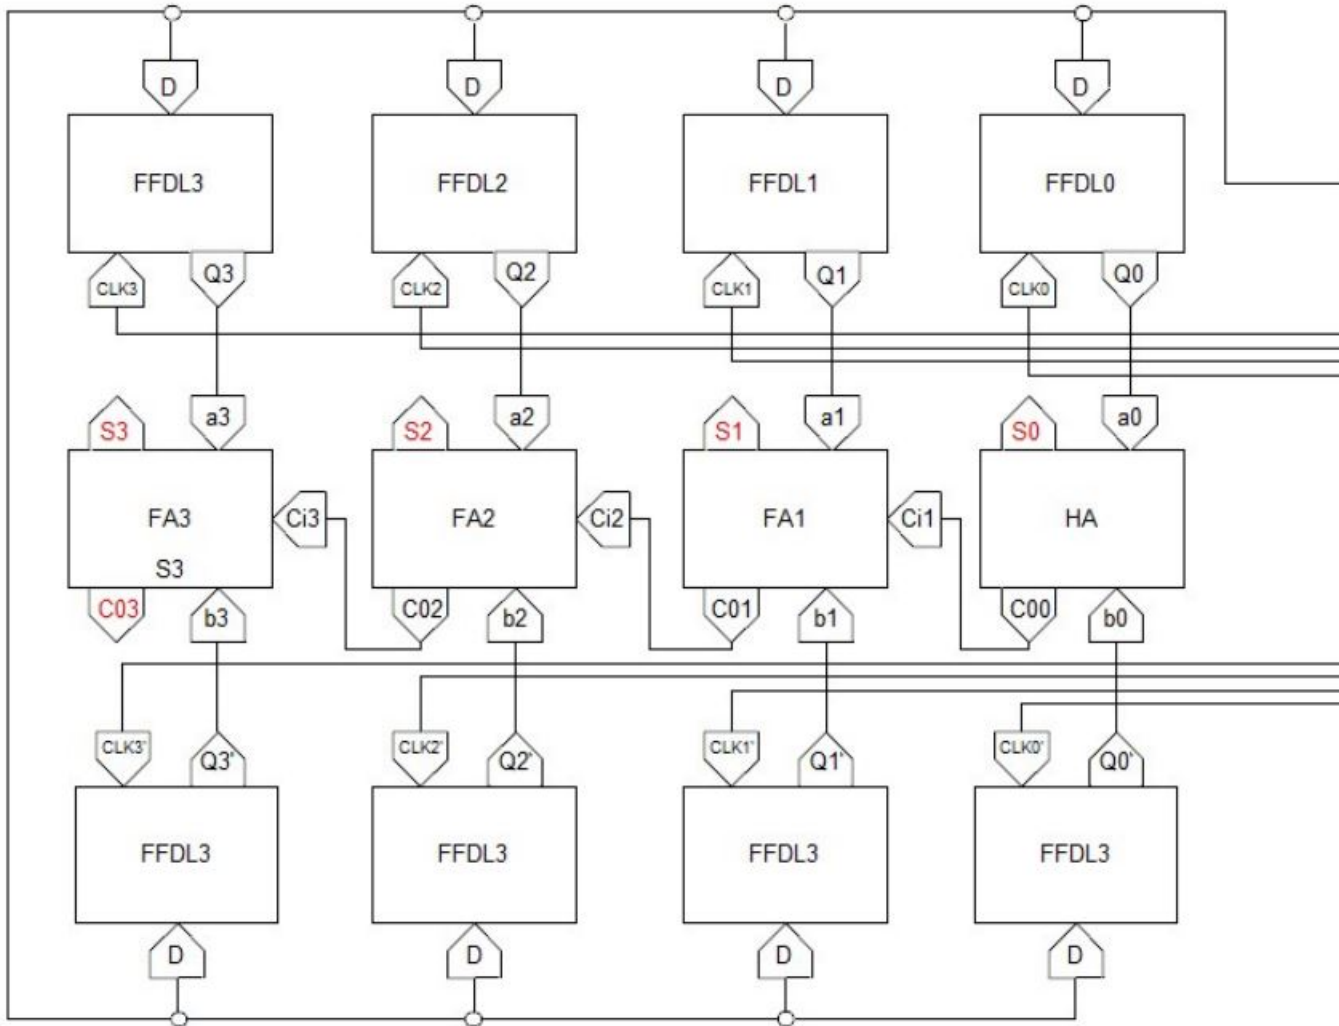 D D D D
FFDL3 FFDL2 FFDL1 FFDL0
CLK3 Q3 CLK2 Q2 CLK1 Q1 CLK0 Q0
S3 a3 S2 a2 S1 a1 S0 a0
FA3 Ci3 FA2 Ci2 FA1 Ci1 HA
S3
C03 b3 C02 b2 C01 b1 C00 b0
CLK3' Q3' CLK2' Q2' CLK1' Q1' CLK0' Q0'
FFDL3 FFDL3 FFDL3 FFDL3
D D D D